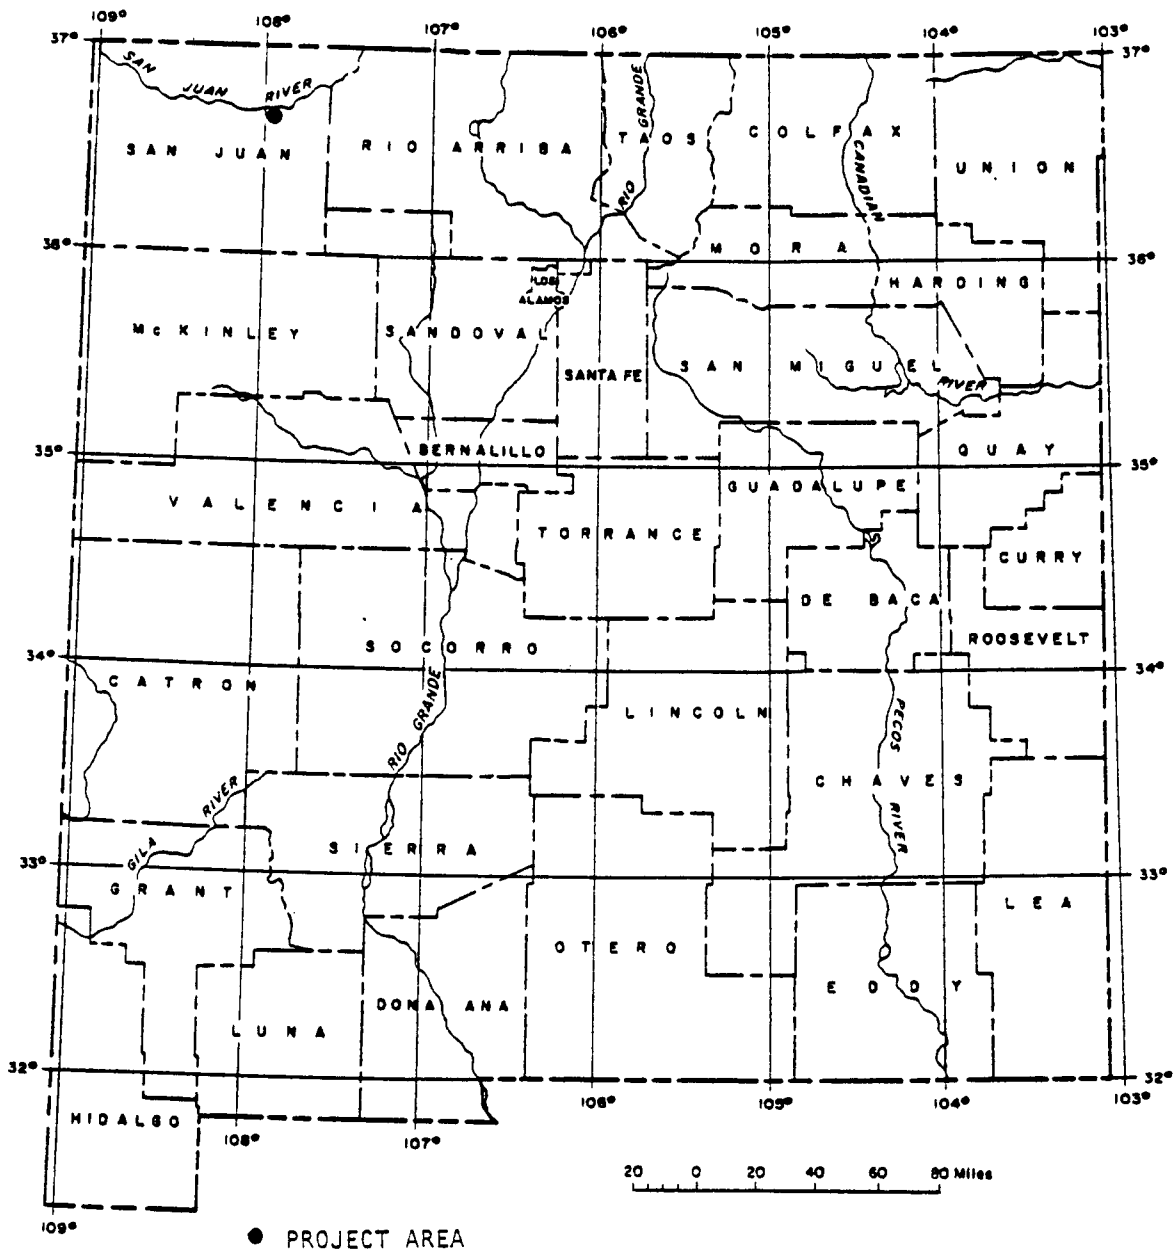 109° 108° 107° 106° 105° 104° 103°
37° 37°
SAN JUAN RIVER
SAN JUAN
RIO ARRIBA
TAOS
RIO GRANDE
COLFAX
CANADIAN
UNION
36° 36°
MORA
HARDING
LOS ALAMOS
McKINLEY
SANDOVAL
SANTA FE
SAN MIGUEL
RIVER
35° 35°
BERNALILLO
QUAY
VALENCIA
GUADALUPE
TORRANCE
CURRY
DE BACA
ROOSEVELT
SOCORRO
34° 34°
CATRON
RIO GRANDE
LINCOLN
PECOS RIVER
CHAVES
GILA RIVER
SIERRA
33° 33°
GRANT
LEA
OTERO
EDDY
DONA ANA
LUNA
32° 32°
HIDALGO
108° 107° 106° 105° 104° 103°
20 0 20 40 60 80 Miles
109°
PROJECT AREA